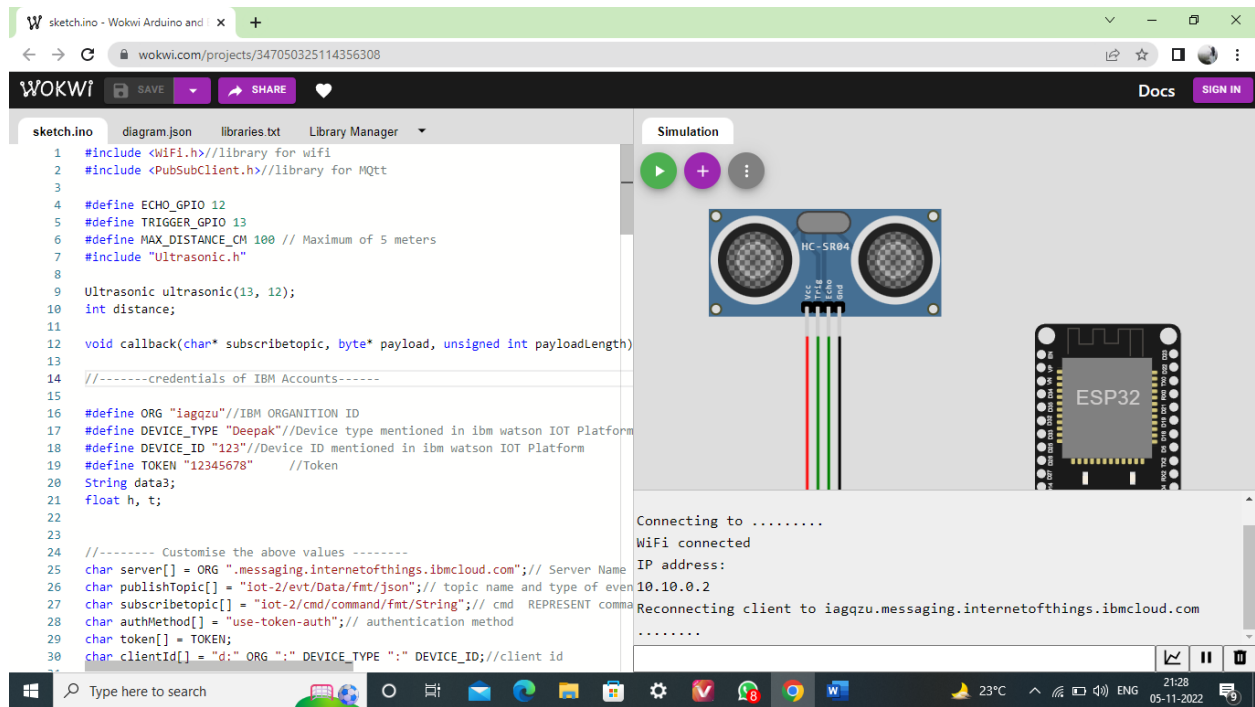 sketch.ino - Wokwi Arduino and
wokwi.com/projects/347050325114356308
WOKWI SAVE SHARE Docs SIGN IN
sketch.ino diagram.json libraries.txt Library Manager
1 #include <WiFi.h>//library for wifi
2 #include <PubSubClient.h>//library for MQtt
3
4 #define ECHO_GPIO 12
5 #define TRIGGER_GPIO 13
6 #define MAX_DISTANCE_CM 100 // Maximum of 5 meters
7 #include "Ultrasonic.h"
8
9 Ultrasonic ultrasonic(13, 12);
10 int distance;
11
12 void callback(char* subscribetopic, byte* payload, unsigned int payloadLength)
13
14 //-------credentials of IBM Accounts------
15
16 #define ORG "iagqzu"//IBM ORGANITION ID
17 #define DEVICE_TYPE "Deepak"//Device type mentioned in ibm watson IOT Platform
18 #define DEVICE_ID "123"//Device ID mentioned in ibm watson IOT Platform
19 #define TOKEN "12345678" //Token
20 String data3;
21 float h, t;
22
23
24 //-------- Customise the above values --------
25 char server[] = ORG ".messaging.internetofthings.ibmcloud.com";// Server Name
26 char publishTopic[] = "iot-2/evt/Data/fmt/json";// topic name and type of even
27 char subscribetopic[] = "iot-2/cmd/command/fmt/String";// cmd REPRESENT comma
28 char authMethod[] = "use-token-auth";// authentication method
29 char token[] = TOKEN;
30 char clientId[] = "d:" ORG ":" DEVICE_TYPE ":" DEVICE_ID;//client id
Simulation
HC-SR04
Vcc
Trig
Echo
Gnd
ESP32
Connecting to .........
WiFi connected
IP address:
10.10.0.2
Reconnecting client to iagqzu.messaging.internetofthings.ibmcloud.com
........
Type here to search
8
23°C
ENG
21:28
05-11-2022
9